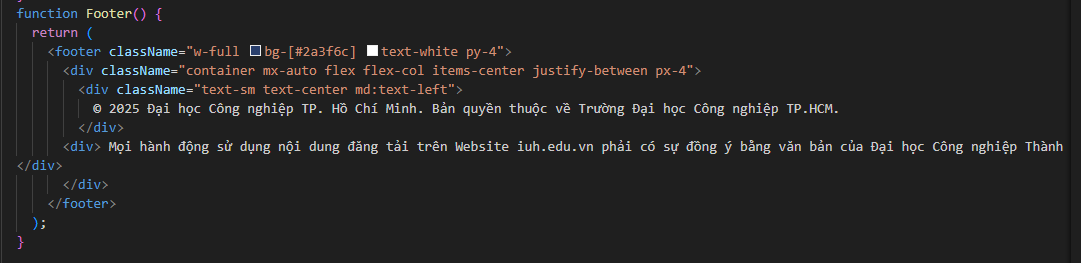 function Footer() {
return (
<footer className="w-full bg-[#2a3f6c] text-white py-4">
<div className="container mx-auto flex flex-col items-center justify-between px-4">
<div className="text-sm text-center md:text-left">
© 2025 Đại học Công nghiệp TP. Hồ Chí Minh. Bản quyền thuộc về Trường Đại học Công nghiệp TP.HCM.
</div>
<div> Mọi hành động sử dụng nội dung đăng tải trên Website iuh.edu.vn phải có sự đồng ý bằng văn bản của Đại học Công nghiệp Thành
</div>
</div>
</footer>
);
}